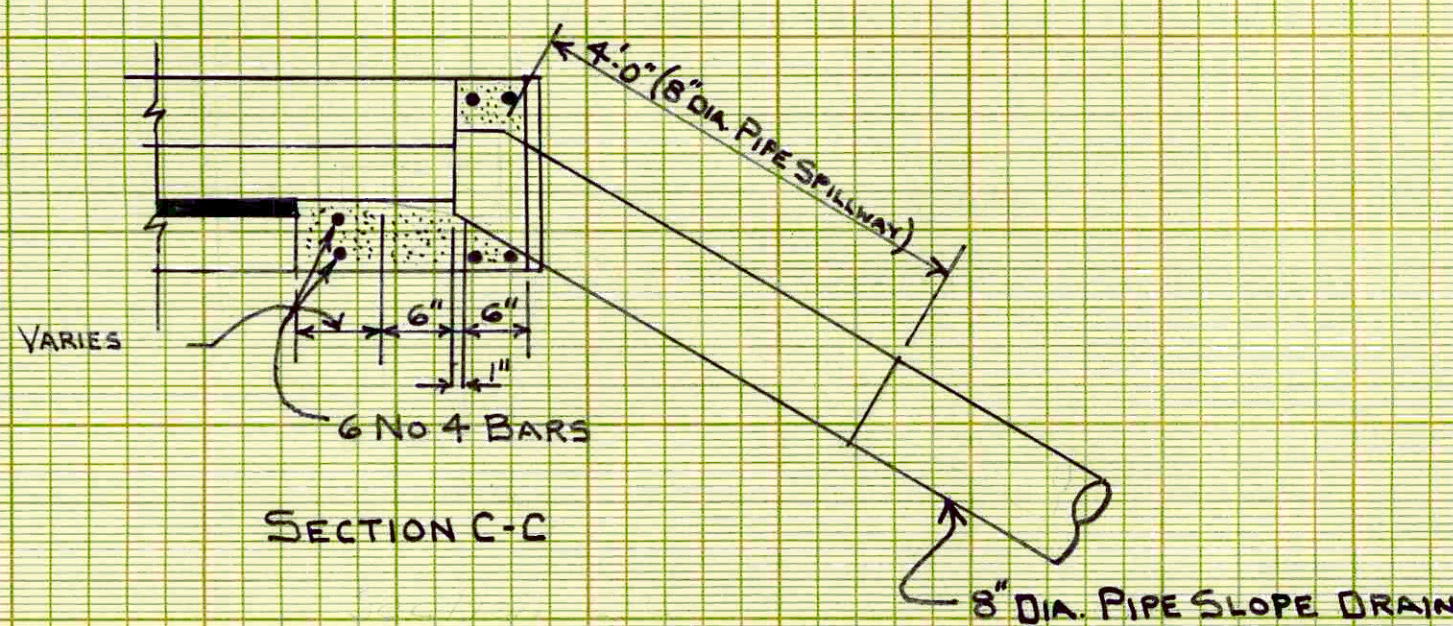 4'-0" (8" DIA. PIPE SPILLWAY)
VARIES
6" 6"
1"
6 NO 4 BARS
SECTION C-C
8" DIA. PIPE SLOPE DRAIN